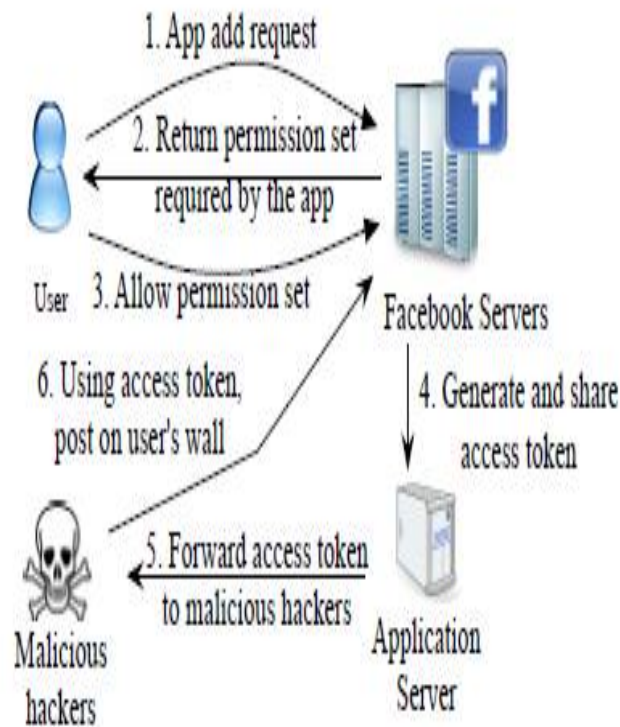 1. App add request
2. Return permission set
required by the app
User
3. Allow permission set
Facebook Servers
6. Using access token,
post on user's wall
4. Generate and share
access token
5. Forward access token
to malicious hackers
Malicious
hackers
Application
Server